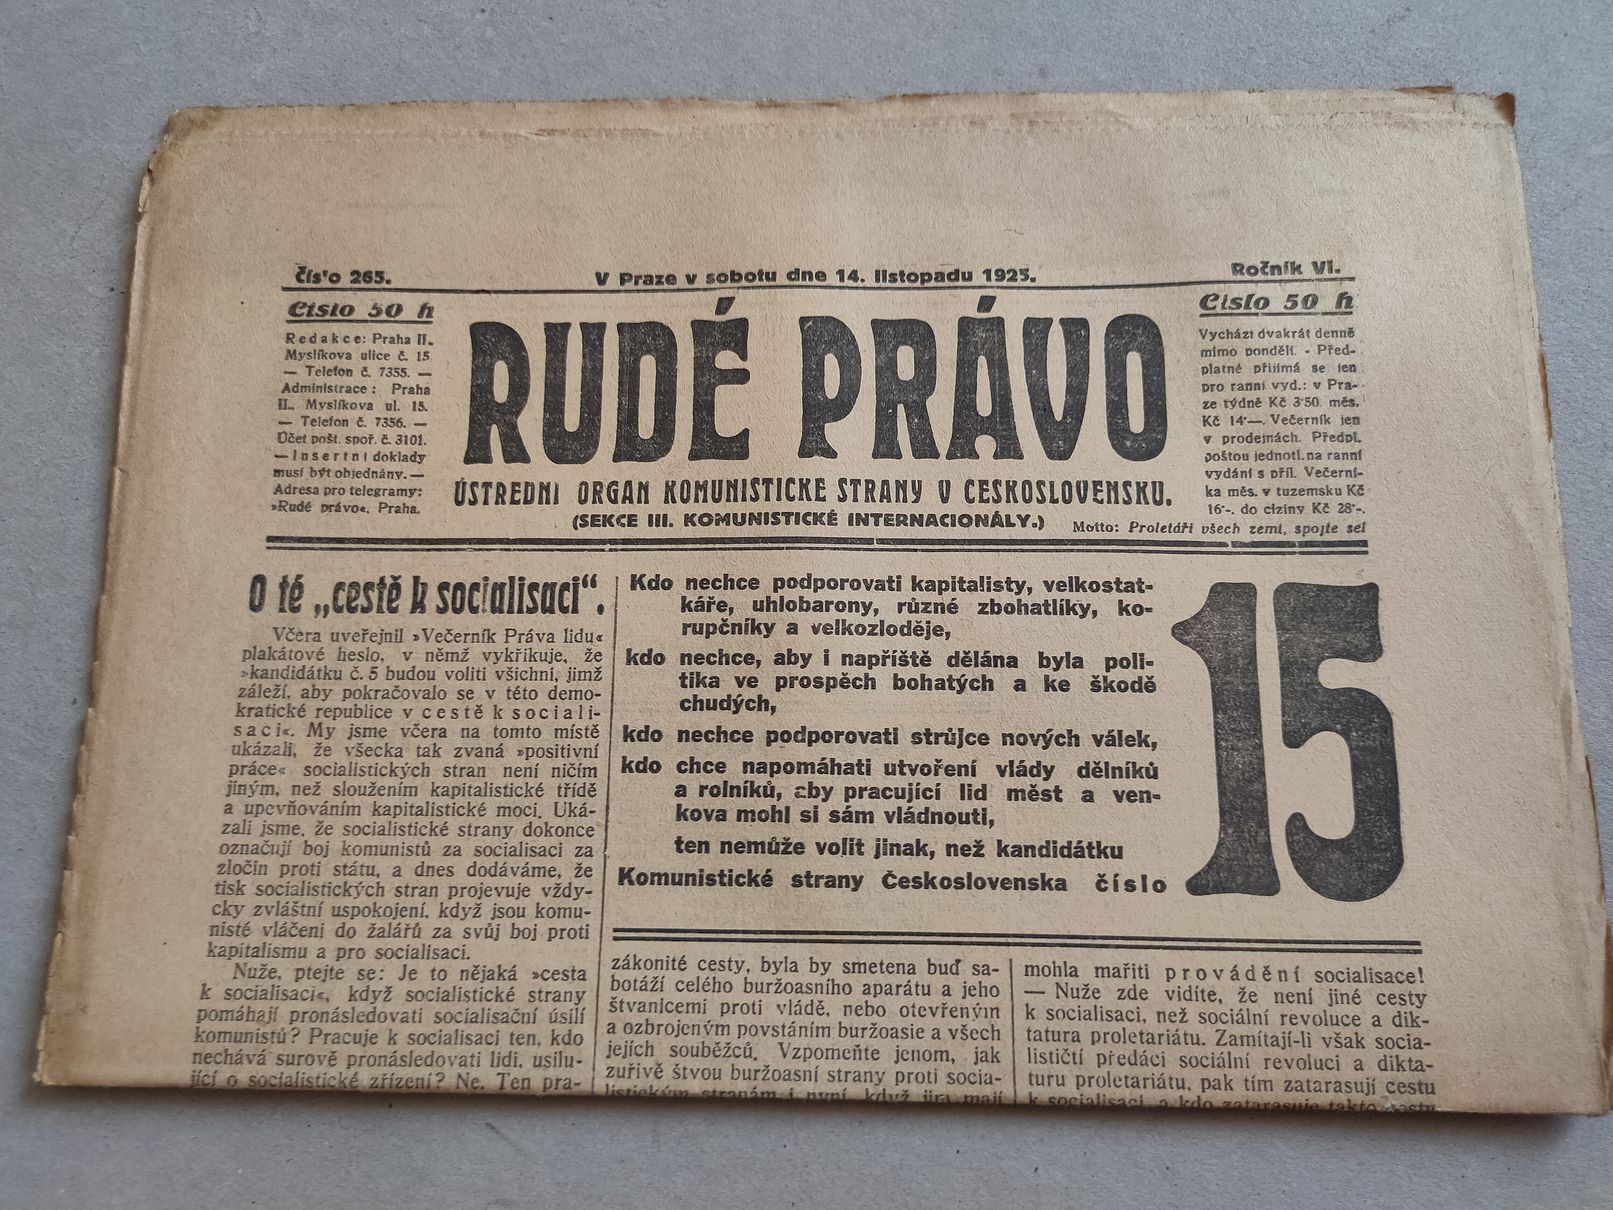 Číslo 265.
V Praze v sobotu dne 14. listopadu 1925.
Ročník VI.
Cislo 50 h
Redakce: Praha II.,
Myslíkova ulice č. 15
— Telefon č. 7355. —
Administrace: Praha
II., Myslíkova ul. 15.
— Telefon č. 7356. —
Účet pošt. spoř. č. 3101.
— Insertní doklady
musí být objednány. —
Adresa pro telegramy:
»Rudé právo«, Praha.
RUDÉ PRÁVO
ÚSTREDNI ORGAN KOMUNISTICKE STRANY V CESKOSLOVENSKU.
(SEKCE III. KOMUNISTICKÉ INTERNACIONÁLY.)
Motto: Proletáři všech zemí, spojte se!
Cislo 50 h
Vychází dvakrát denně
mimo pondělí. - Před-
platné přijímá se jen
pro ranní vyd.: v Pra-
ze týdně Kč 3·50, měs.
Kč 14·—. Večerník jen
v prodejnách. Předpl.
poštou jednotl. na ranní
vydání s příl. Večerní-
ka měs. v tuzemsku Kč
16·-, do ciziny Kč 28·-.
O té „cestě k socialisaci“.
Včera uveřejnil »Večerník Práva lidu«
plakátové heslo, v němž vykřikuje, že
»kandidátku č. 5 budou voliti všichni, jimž
záleží, aby pokračovalo se v této demo-
kratické republice v cestě k sociali-
saci«. My jsme včera na tomto místě
ukázali, že všecka tak zvaná »positivní
práce« socialistických stran není ničím
jiným, než sloužením kapitalistické třídě
a upevňováním kapitalistické moci. Uká-
zali jsme, že socialistické strany dokonce
označují boj komunistů za socialisaci za
zločin proti státu, a dnes dodáváme, že
tisk socialistických stran projevuje vždy-
cky zvláštní uspokojení, když jsou komu-
nisté vláčeni do žalářů za svůj boj proti
kapitalismu a pro socialisaci.
Nuže, ptejte se: Je to nějaká »cesta
k socialisaci«, když socialistické strany
pomáhají pronásledovati socialisační úsilí
komunistů? Pracuje k socialisaci ten, kdo
nechává surově pronásledovati lidi, usilu-
jící o socialistické zřízení? Ne. Ten pra-
Kdo nechce podporovati kapitalisty, velkostat-
káře, uhlobarony, různé zbohatlíky, ko-
rupčníky a velkozloděje,
kdo nechce, aby i napříště dělána byla poli-
tika ve prospěch bohatých a ke škodě
chudých,
kdo nechce podporovati strůjce nových válek,
kdo chce napomáhati utvoření vlády dělníků
a rolníků, aby pracující lid měst a ven-
kova mohl si sám vládnouti,
ten nemůže volit jinak, než kandidátku
Komunistické strany Československa číslo
15
zákonité cesty, byla by smetena buď sa-
botáží celého buržoasního aparátu a jeho
štvanicemi proti vládě, nebo otevřeným
a ozbrojeným povstáním buržoasie a všech
jejích souběžců. Vzpomeňte jenom, jak
zuřivě štvou buržoasní strany proti socia-
listickým stranám i nyní, když jim mají
mohla mařiti provádění socialisace!
— Nuže zde vidíte, že není jiné cesty
k socialisaci, než sociální revoluce a dik-
tatura proletariátu. Zamítají-li však socia-
lističtí předáci sociální revoluci a dikta-
turu proletariátu, pak tím zatarasují cestu
k socialisaci, a kdo zatarasuje takto cestu